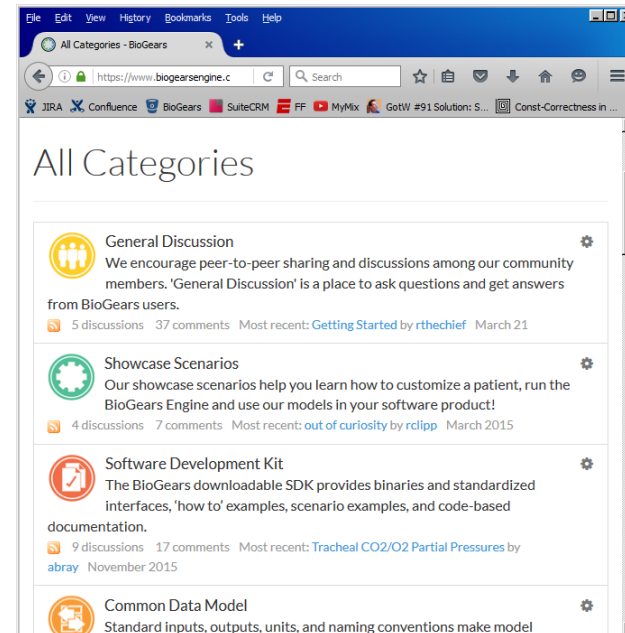 File Edit View History Bookmarks Tools Help
All Categories - BioGears × +
https://www.biogearsengine.c Search
JIRA Confluence BioGears SuiteCRM FF MyMix GotW #91 Solution: S... Const-Correctness in ...
All Categories
General Discussion
We encourage peer-to-peer sharing and discussions among our community
members. 'General Discussion' is a place to ask questions and get answers
from BioGears users.
5 discussions 37 comments Most recent: Getting Started by rthechief March 21
Showcase Scenarios
Our showcase scenarios help you learn how to customize a patient, run the
BioGears Engine and use our models in your software product!
4 discussions 7 comments Most recent: out of curiosity by rclipp March 2015
Software Development Kit
The BioGears downloadable SDK provides binaries and standardized
interfaces, ‘how to’ examples, scenario examples, and code-based
documentation.
9 discussions 17 comments Most recent: Tracheal CO2/O2 Partial Pressures by
abray November 2015
Common Data Model
Standard inputs, outputs, units, and naming conventions make model